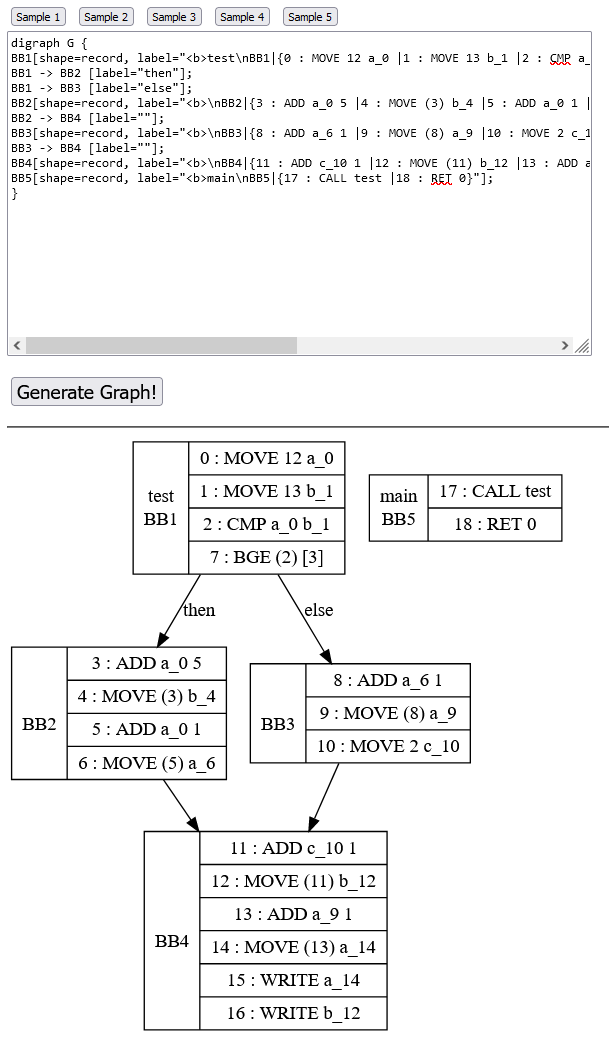 Sample 1 Sample 2 Sample 3 Sample 4 Sample 5
digraph G {
BB1[shape=record, label="<b>test\nBB1|{0 : MOVE 12 a_0 |1 : MOVE 13 b_1 |2 : CMP a_
BB1 -> BB2 [label="then"];
BB1 -> BB3 [label="else"];
BB2[shape=record, label="<b>\nBB2|{3 : ADD a_0 5 |4 : MOVE (3) b_4 |5 : ADD a_0 1 |
BB2 -> BB4 [label=""];
BB3[shape=record, label="<b>\nBB3|{8 : ADD a_6 1 |9 : MOVE (8) a_9 |10 : MOVE 2 c_1
BB3 -> BB4 [label=""];
BB4[shape=record, label="<b>\nBB4|{11 : ADD c_10 1 |12 : MOVE (11) b_12 |13 : ADD a
BB5[shape=record, label="<b>main\nBB5|{17 : CALL test |18 : RET 0}"];
}
Generate Graph!
test
BB1
0 : MOVE 12 a_0
1 : MOVE 13 b_1
2 : CMP a_0 b_1
7 : BGE (2) [3]
main
BB5
17 : CALL test
18 : RET 0
then
else
BB2
3 : ADD a_0 5
4 : MOVE (3) b_4
5 : ADD a_0 1
6 : MOVE (5) a_6
BB3
8 : ADD a_6 1
9 : MOVE (8) a_9
10 : MOVE 2 c_10
BB4
11 : ADD c_10 1
12 : MOVE (11) b_12
13 : ADD a_9 1
14 : MOVE (13) a_14
15 : WRITE a_14
16 : WRITE b_12